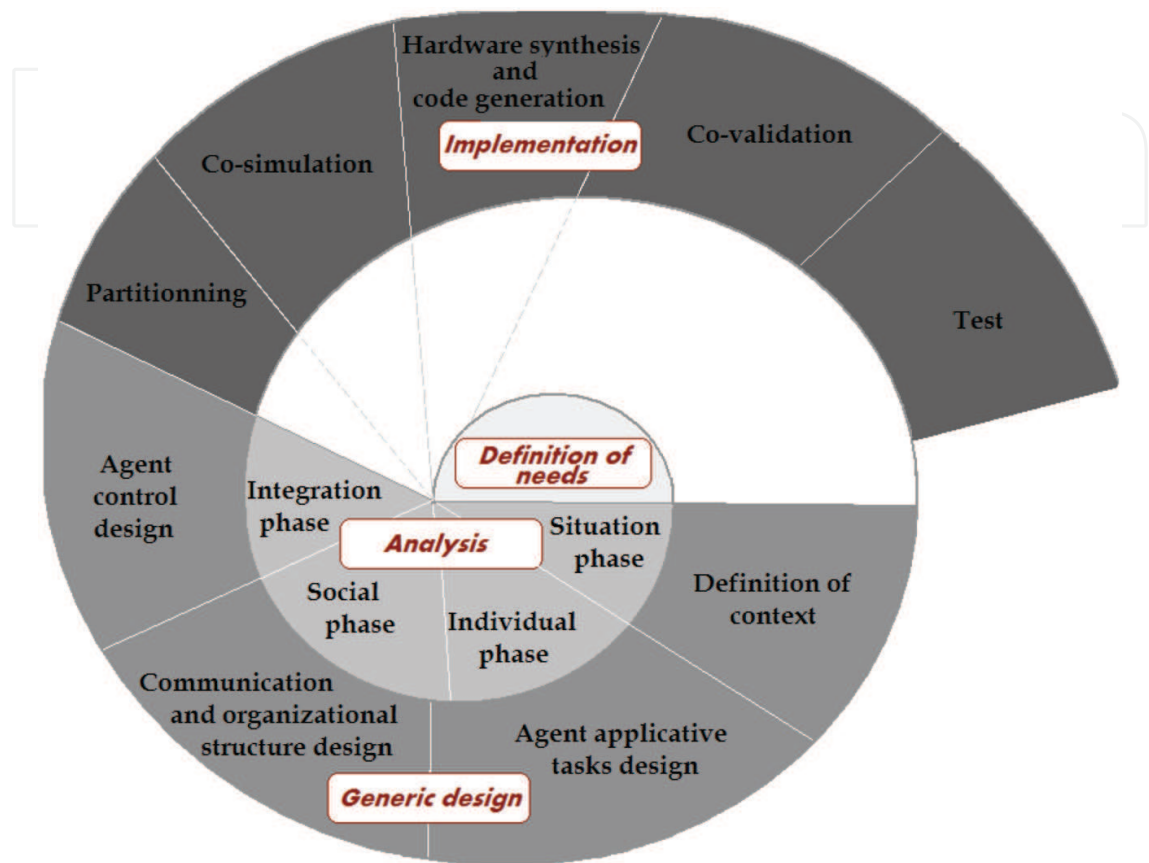 Hardware synthesis
and
code generation
Implementation
Co-validation
Co-simulation
Partitionning
Test
Definition of
needs
Agent
control
design
Integration
phase
Analysis
Situation
phase
Social
phase
Individual
phase
Definition of
context
Communication
and organizational
structure design
Agent applicative
tasks design
Generic design